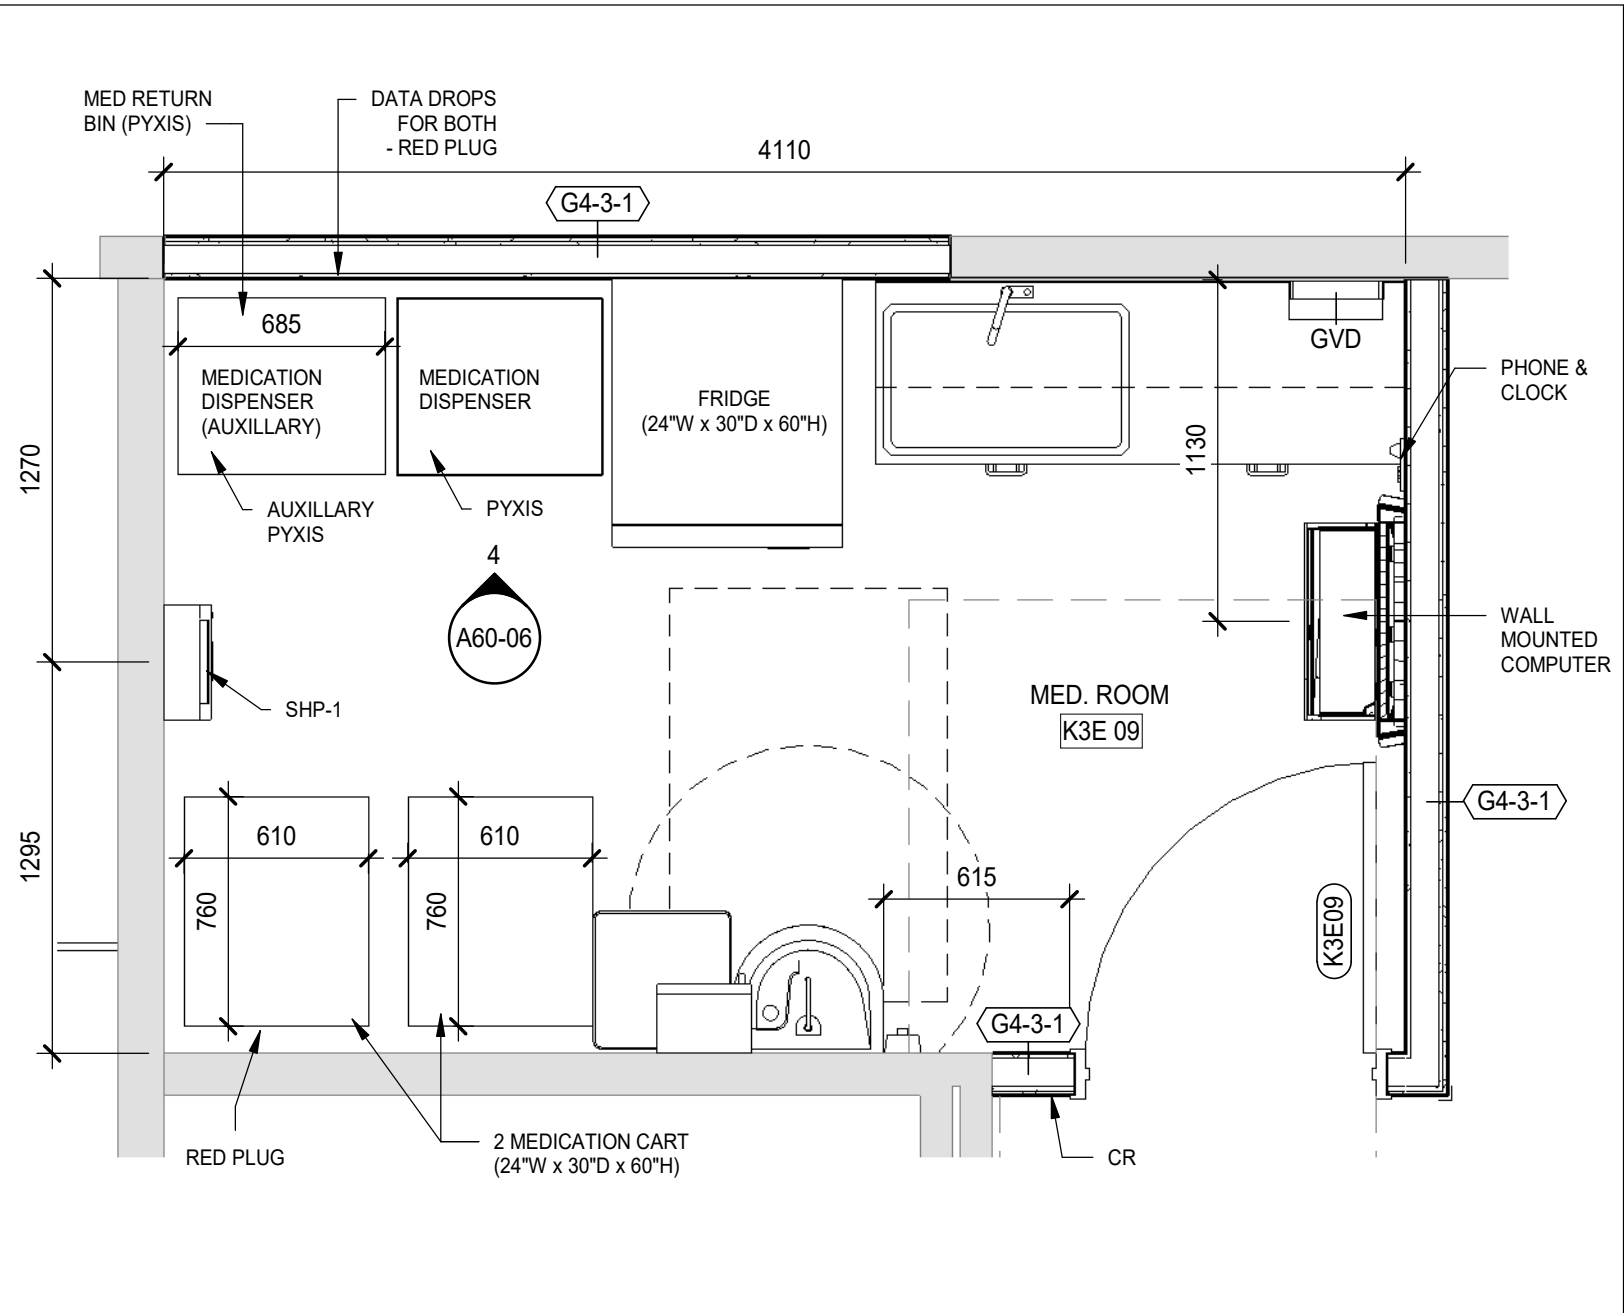 MED RETURN
BIN (PYXIS)
DATA DROPS
FOR BOTH
- RED PLUG
4110
G4-3-1
685
MEDICATION
DISPENSER
(AUXILLARY)
MEDICATION
DISPENSER
FRIDGE
(24"W x 30"D x 60"H)
GVD
PHONE &
CLOCK
1270
1130
AUXILLARY
PYXIS
PYXIS
4
A60-06
WALL
MOUNTED
COMPUTER
SHP-1
MED. ROOM
K3E 09
G4-3-1
1295
610
760
610
760
615
K3E09
G4-3-1
RED PLUG
2 MEDICATION CART
(24"W x 30"D x 60"H)
CR